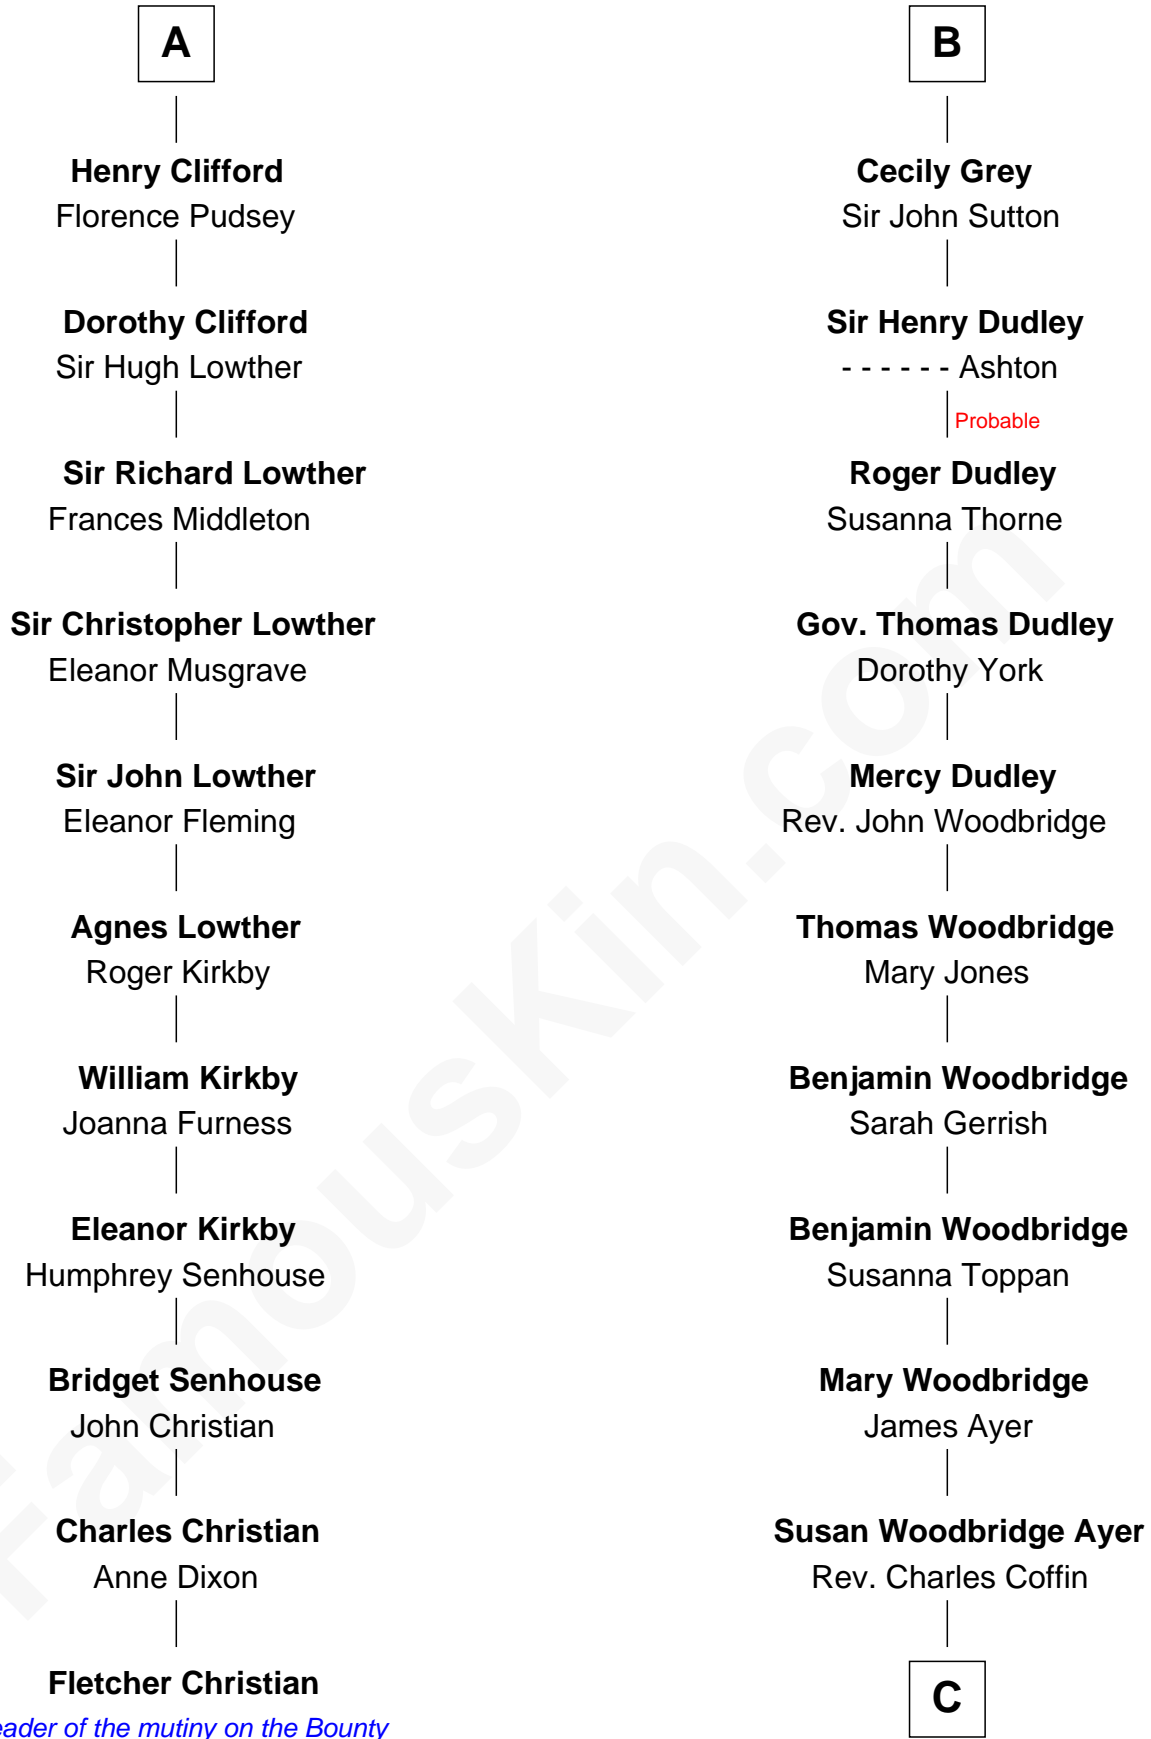 A
Henry Clifford
Florence Pudsey
Dorothy Clifford
Sir Hugh Lowther
Sir Richard Lowther
Frances Middleton
Sir Christopher Lowther
Eleanor Musgrave
Sir John Lowther
Eleanor Fleming
Agnes Lowther
Roger Kirkby
William Kirkby
Joanna Furness
Eleanor Kirkby
Humphrey Senhouse
Bridget Senhouse
John Christian
Charles Christian
Anne Dixon
Fletcher Christian
eader of the mutiny on the Bounty
B
Cecily Grey
Sir John Sutton
Sir Henry Dudley
- - - - - - Ashton
Probable
Roger Dudley
Susanna Thorne
Gov. Thomas Dudley
Dorothy York
Mercy Dudley
Rev. John Woodbridge
Thomas Woodbridge
Mary Jones
Benjamin Woodbridge
Sarah Gerrish
Benjamin Woodbridge
Susanna Toppan
Mary Woodbridge
James Ayer
Susan Woodbridge Ayer
Rev. Charles Coffin
C
FamousKin.com